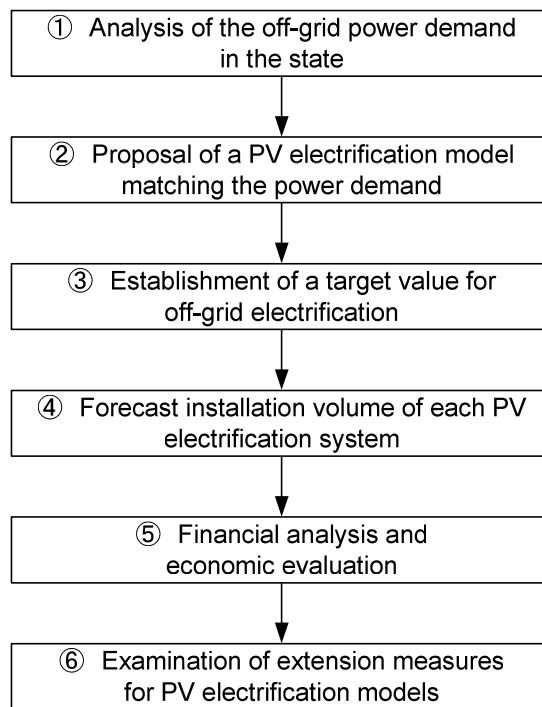 ① Analysis of the off-grid power demand
in the state
② Proposal of a PV electrification model
matching the power demand
③ Establishment of a target value for
off-grid electrification
④ Forecast installation volume of each PV
electrification system
⑤ Financial analysis and
economic evaluation
⑥ Examination of extension measures
for PV electrification models